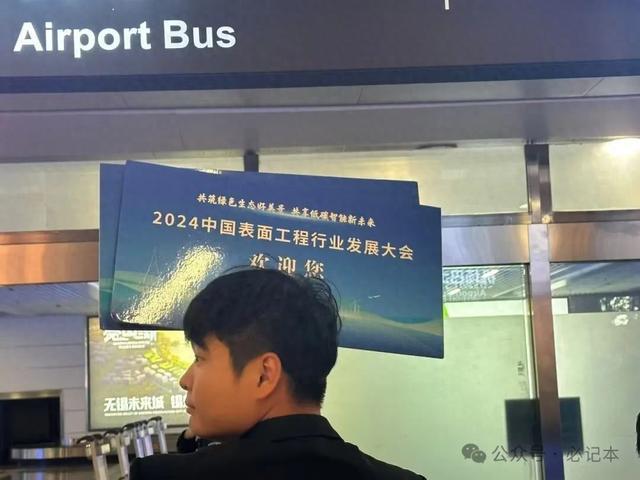 Airport Bus
共筑绿色生态好美景 共享低碳智能新未来
2024中国表面工程行业发展大会
欢迎您
无锡未来城
公众号·必记本